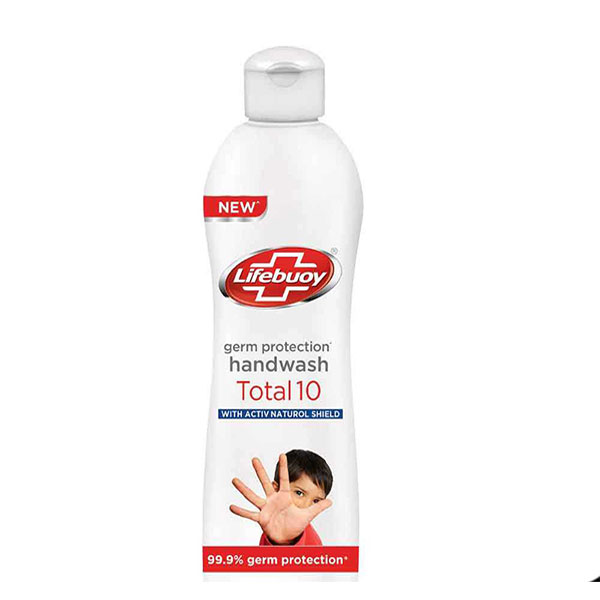 NEW*
Lifebuoy®
germ protection*
handwash
Total 10
WITH ACTIV NATUROL SHIELD
99.9% germ protection*